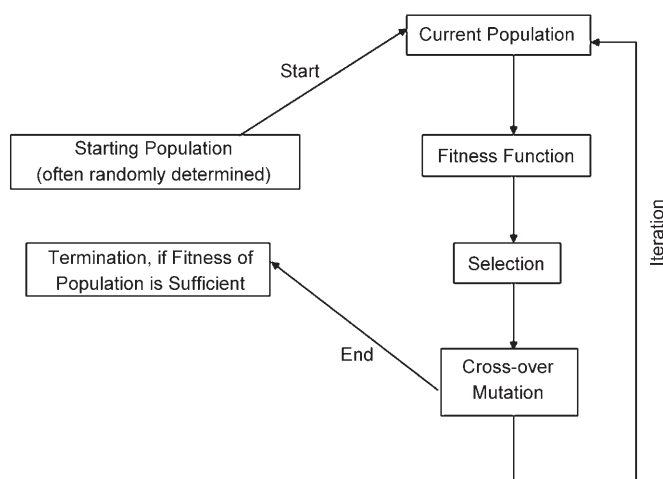 Current Population
Start
Starting Population
(often randomly determined)
Fitness Function
Iteration
Termination, if Fitness of
Population is Sufficient
Selection
End
Cross-over
Mutation